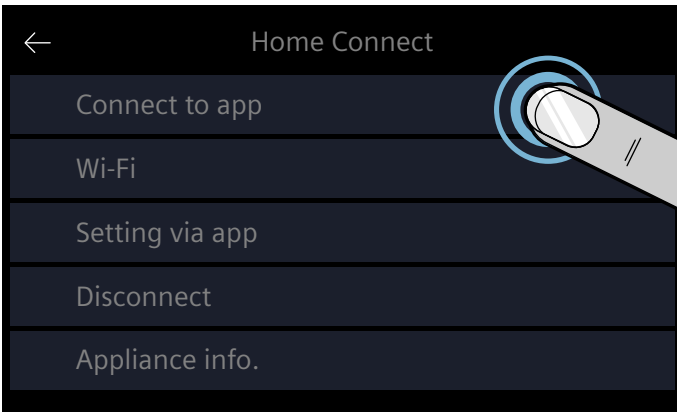 Home Connect
Connect to app
Wi-Fi
Setting via app
Disconnect
Appliance info.